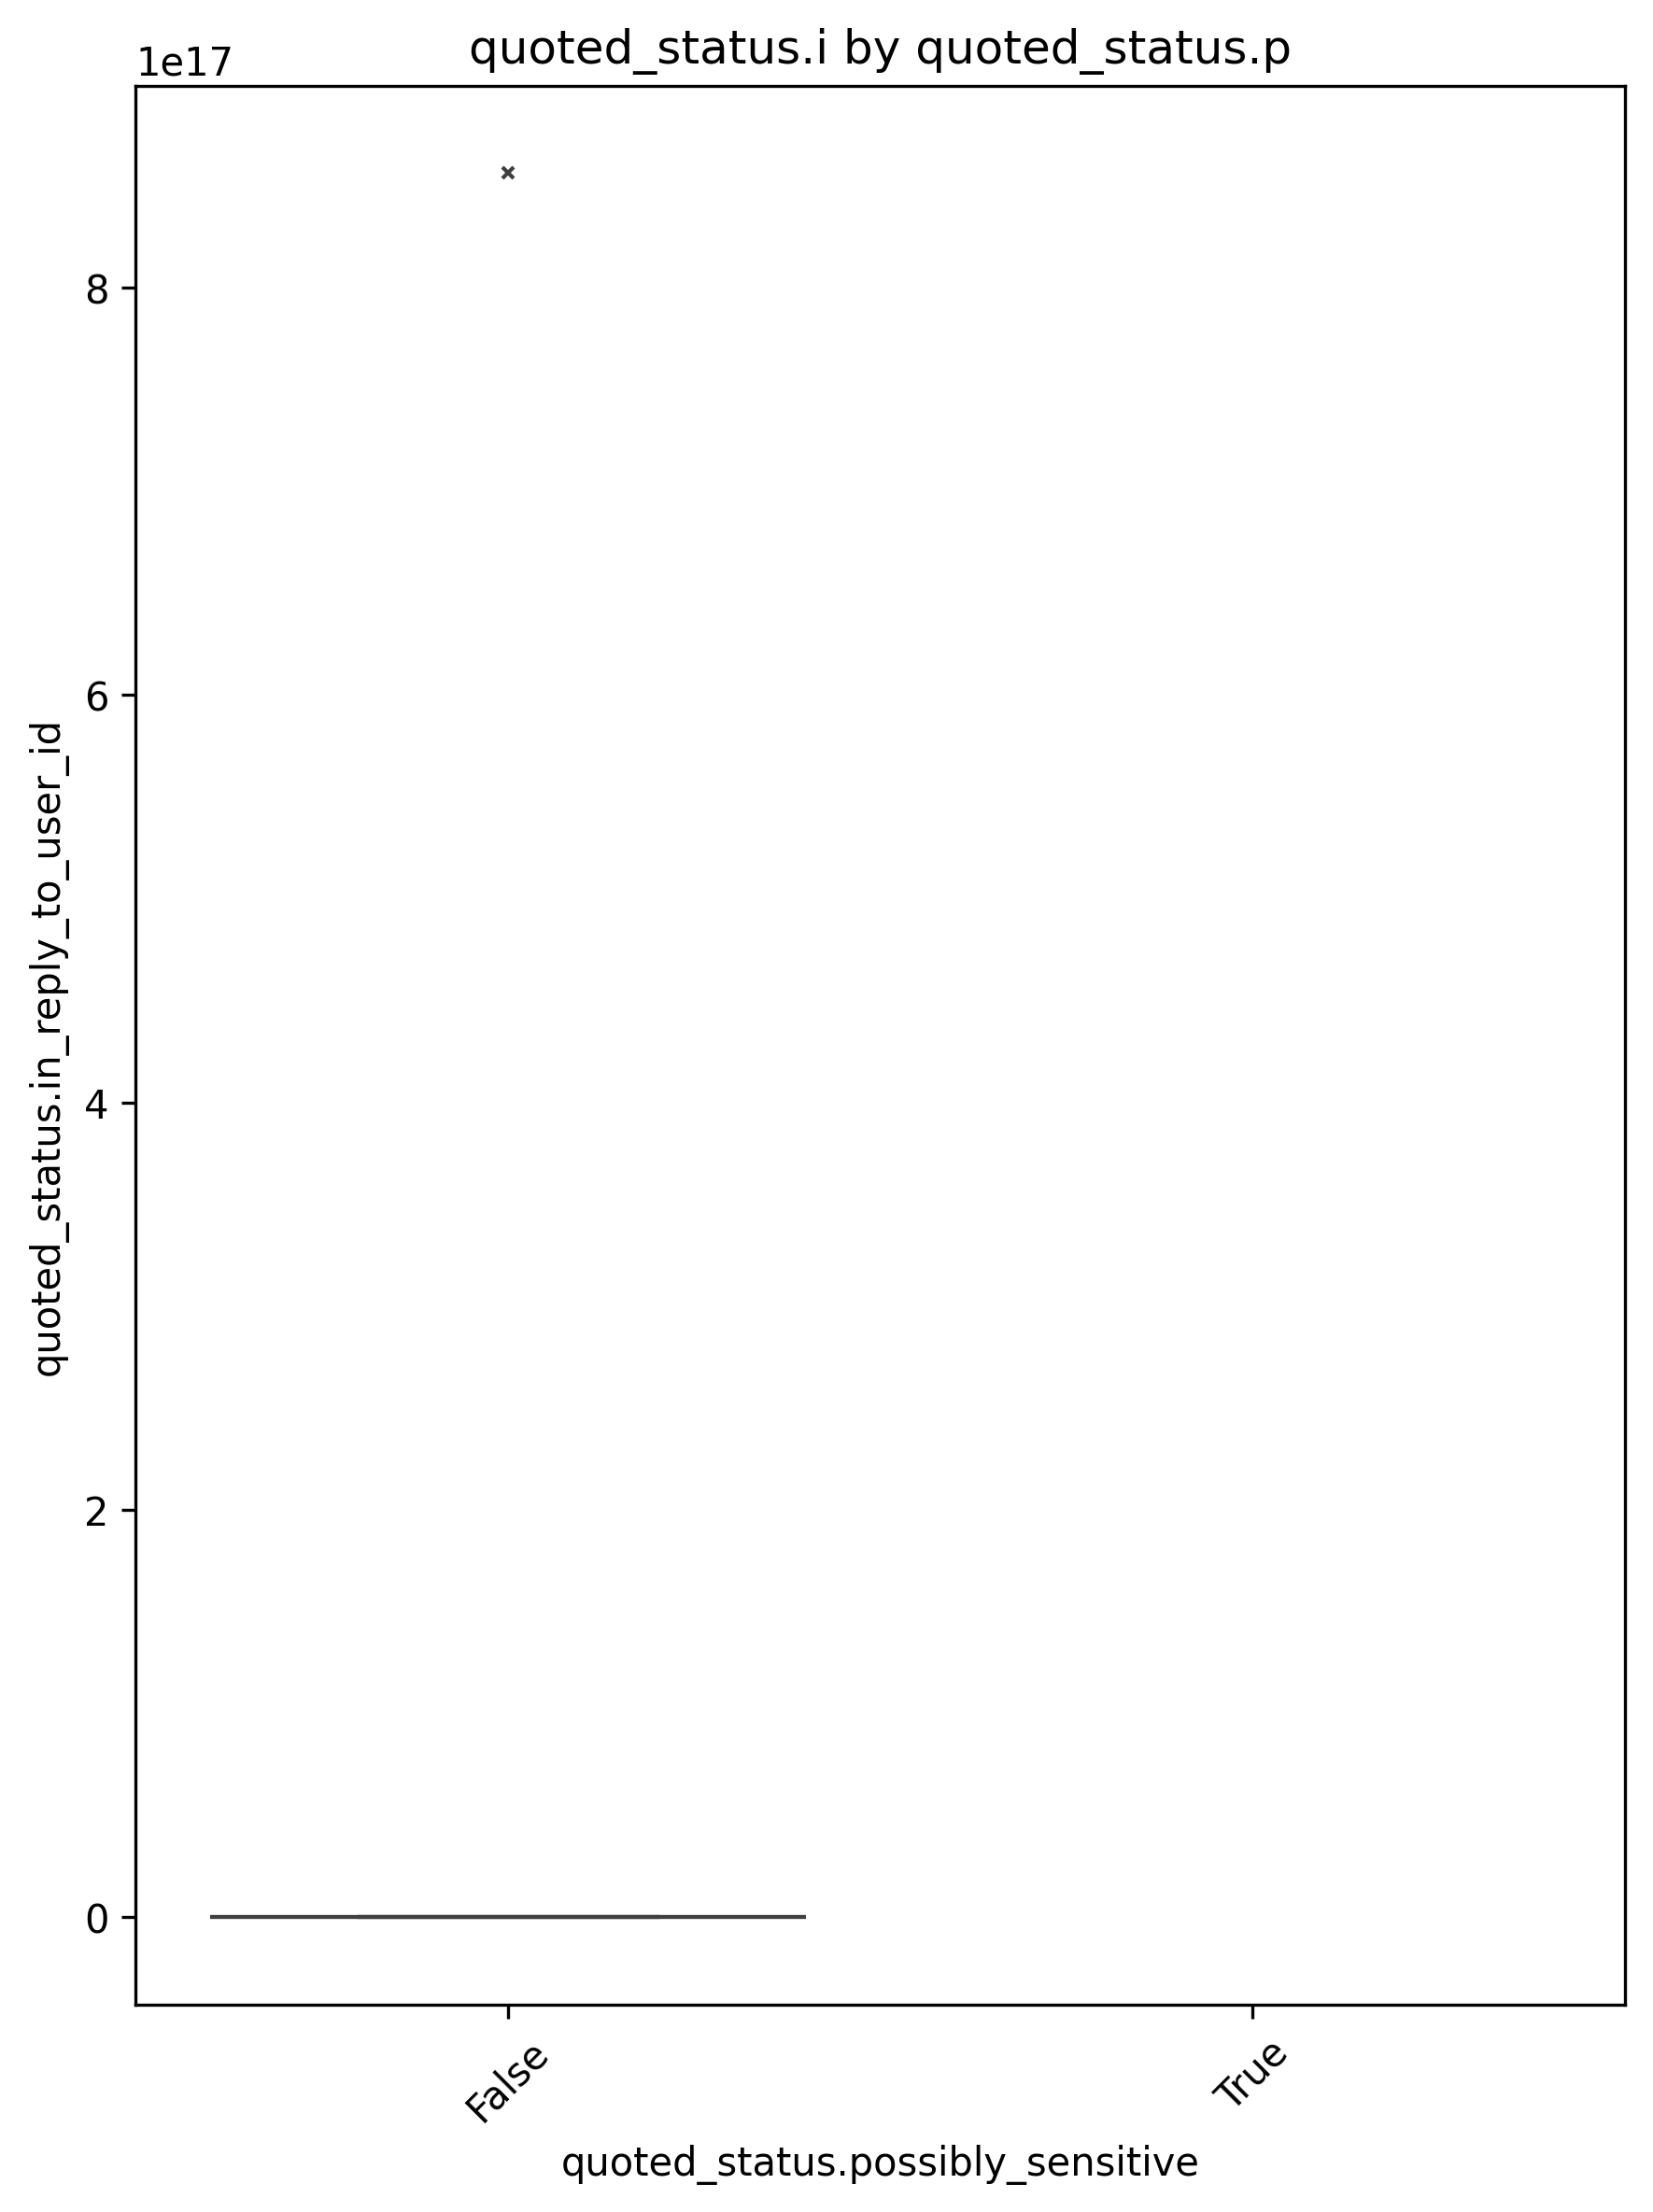 quoted_status.i by quoted_status.p
1e17
8
6
4
2
0
quoted_status.in_reply_to_user_id
False
True
quoted_status.possibly_sensitive